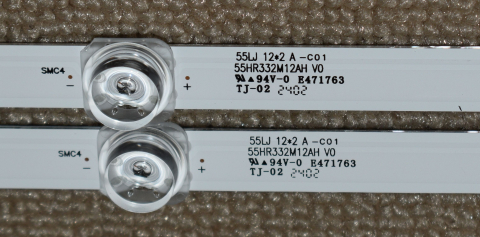 55LJ 12*2 A -C01
SMC4 55HR332M12AH V0
- + 94V-0 E471763
TJ-02 2402
55LJ 12*2 A -C01
SMC4 55HR332M12AH V0
- + 94V-0 E471763
TJ-02 2402